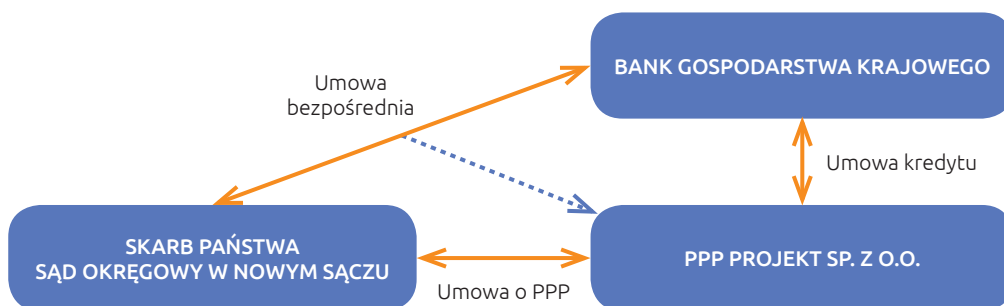 BANK GOSPODARSTWA KRAJOWEGO
Umowa
bezpośrednia
Umowa kredytu
SKARB PAŃSTWA
SĄD OKRĘGOWY W NOWYM SĄCZU
PPP PROJEKT SP. Z O.O.
Umowa o PPP